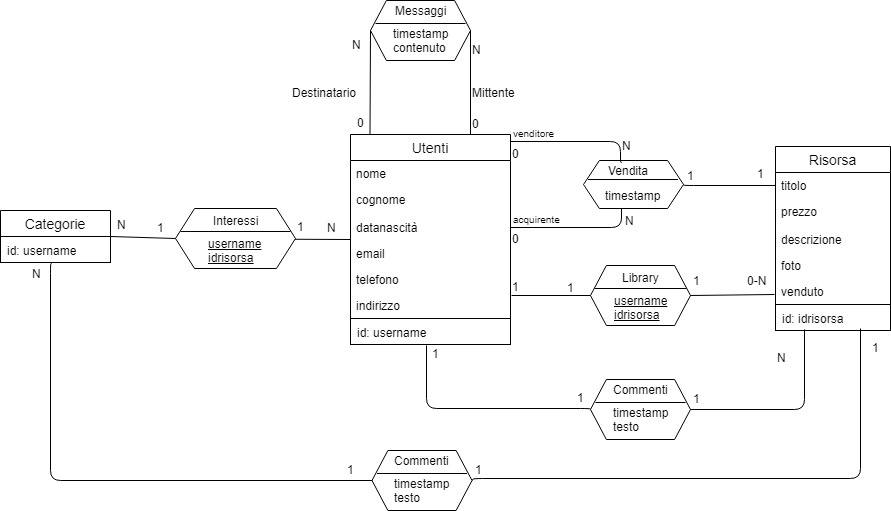 Messaggi
timestamp
contenuto
N
N
Destinatario
Mittente
0
0
venditore
0
N
Utenti
nome
cognome
datanascità
email
telefono
indirizzo
id: username
Vendita
timestamp
1
1
acquirente
0
N
Risorsa
titolo
prezzo
descrizione
foto
venduto
id: idrisorsa
Categorie
id: username
N
1
Interessi
username
idrisorsa
1
N
N
1
1
Library
username
idrisorsa
1
0-N
1
1
Commenti
timestamp
testo
1
N
1
1
Commenti
timestamp
testo
1